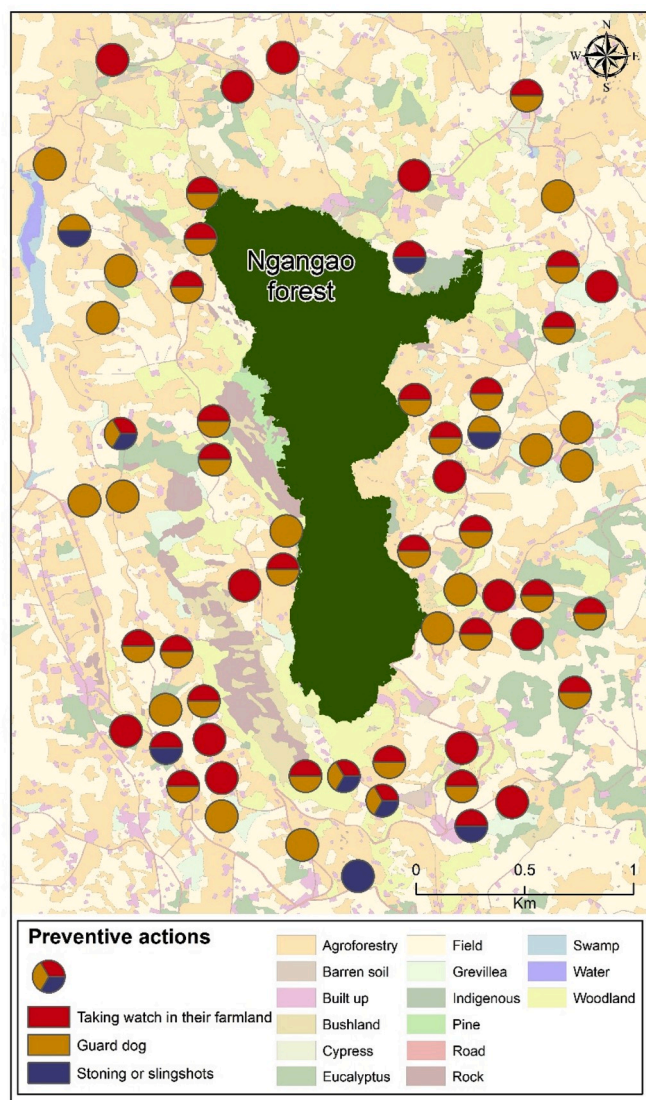 N
W E
S
Ngangao
forest
0 0.5 1
Km
Preventive actions
Taking watch in their farmland
Guard dog
Stoning or slingshots
Agroforestry
Barren soil
Built up
Bushland
Cypress
Eucalyptus
Field
Grevillea
Indigenous
Pine
Road
Rock
Swamp
Water
Woodland